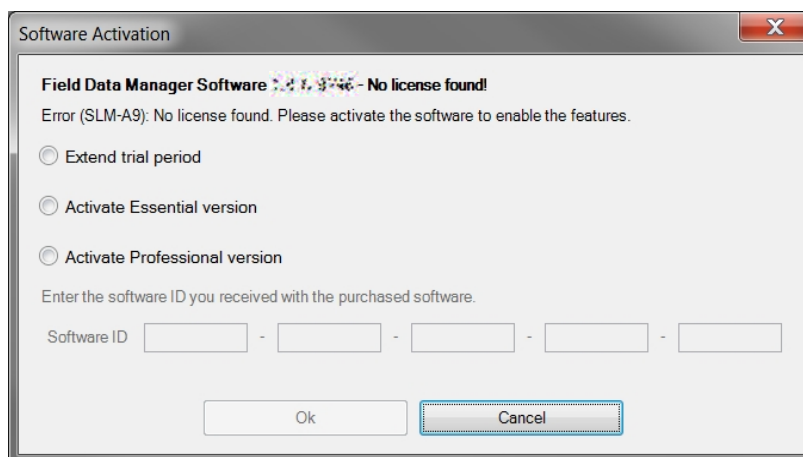 Software Activation
Field Data Manager Software - No license found!
Error (SLM-A9): No license found. Please activate the software to enable the features.
Extend trial period
Activate Essential version
Activate Professional version
Enter the software ID you received with the purchased software.
Software ID - - - -
Ok Cancel